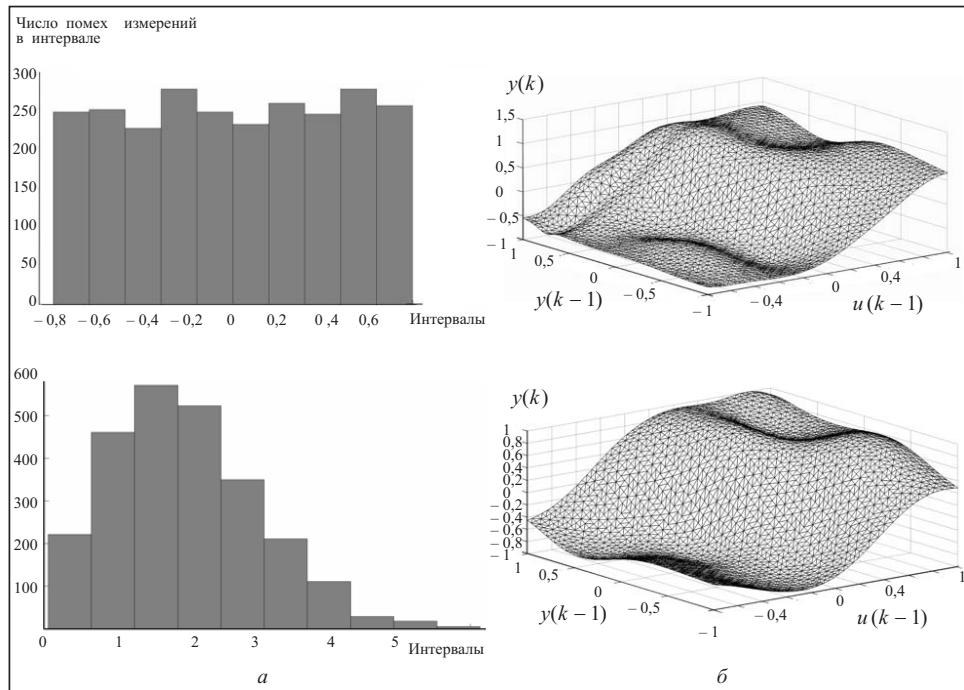 Число помех измерений
в интервале
300
250
200
150
100
50
0
– 0,8 – 0,6 – 0,4 – 0,2 0 0,2 0 ,4 0,6 Интервалы
y(k)
1,5
1
0,5
0
– 0,5
– 1
1 0,5 0 – 0,5 – 1
y(k – 1)
– 0,4 0 0,4 1
u (k – 1)
600
500
400
300
200
100
0 1 2 3 4 5 Интервалы
y(k)
1
0,8
0,6
0,4
0,2
0
– 0,2
– 0,4
– 0,6
– 0,8
– 1
1 0,5 0 – 0,5 – 1
y(k – 1)
– 0,4 0 0,4 1
u (k – 1)
а б